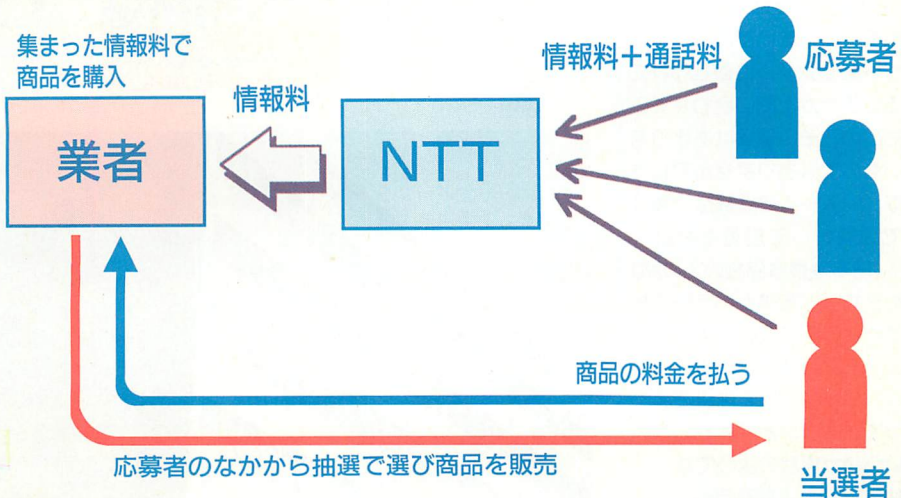 集まった情報料で
商品を購入
業者
情報料
NTT
情報料＋通話料
応募者
商品の料金を払う
応募者のなかから抽選で選び商品を販売
当選者